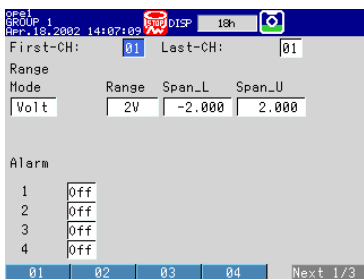 ope1
GROUP 1
Apr.18.2002 14:07:09 STOP DISP 18h
First-CH: 01 Last-CH: 01
Range
Mode Range Span_L Span_U
Volt 2V -2.000 2.000
Alarm
1 Off
2 Off
3 Off
4 Off
01 02 03 04 Next 1/3